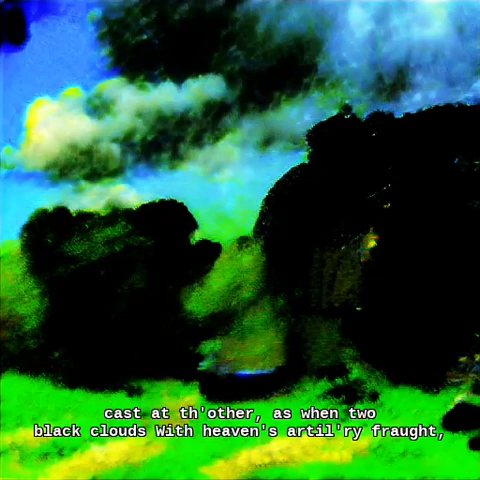 cast at th'other, as when two
black clouds With heaven's artil'ry fraught,